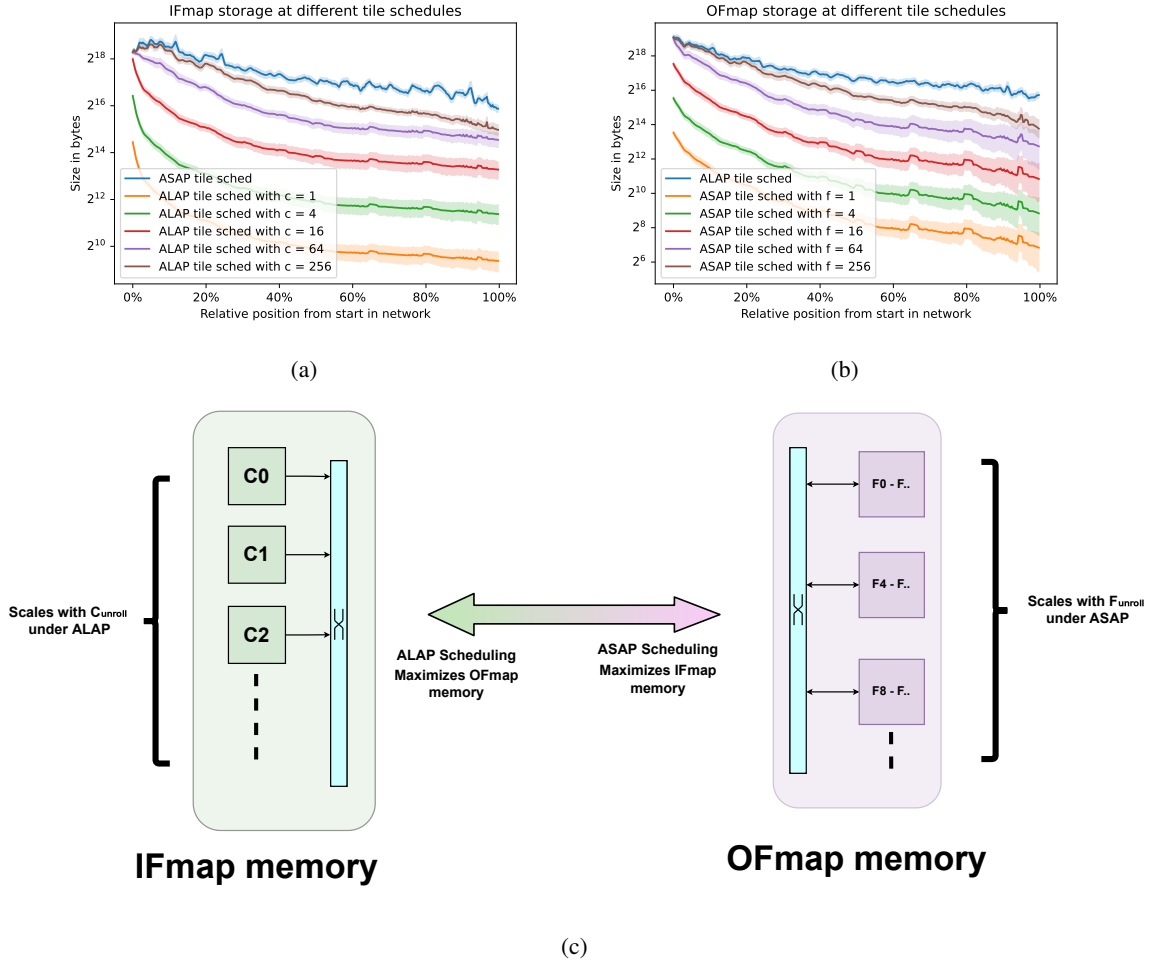 IFmap storage at different tile schedules
Size in bytes
2^18
2^16
2^14
2^12
2^10
ASAP tile sched
ALAP tile sched with c = 1
ALAP tile sched with c = 4
ALAP tile sched with c = 16
ALAP tile sched with c = 64
ALAP tile sched with c = 256
0% 20% 40% 60% 80% 100%
Relative position from start in network
(a)
OFmap storage at different tile schedules
Size in bytes
2^18
2^16
2^14
2^12
2^10
2^8
2^6
ALAP tile sched
ASAP tile sched with f = 1
ASAP tile sched with f = 4
ASAP tile sched with f = 16
ASAP tile sched with f = 64
ASAP tile sched with f = 256
0% 20% 40% 60% 80% 100%
Relative position from start in network
(b)
Scales with Cunroll
under ALAP
C0
C1
C2
IFmap memory
ALAP Scheduling
Maximizes OFmap
memory
ASAP Scheduling
Maximizes IFmap
memory
F0 - F..
F4 - F..
F8 - F..
Scales with Funroll
under ASAP
OFmap memory
(c)